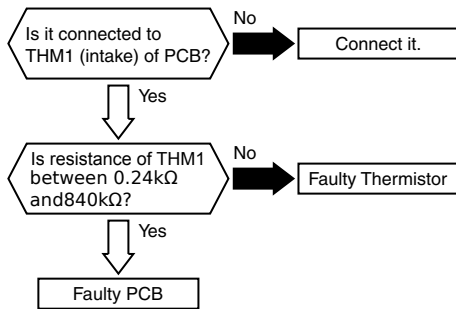 Is it connected to
THM1 (intake) of PCB?
No
Connect it.
Yes
Is resistance of THM1
between 0.24kΩ
and840kΩ?
No
Faulty Thermistor
Yes
Faulty PCB